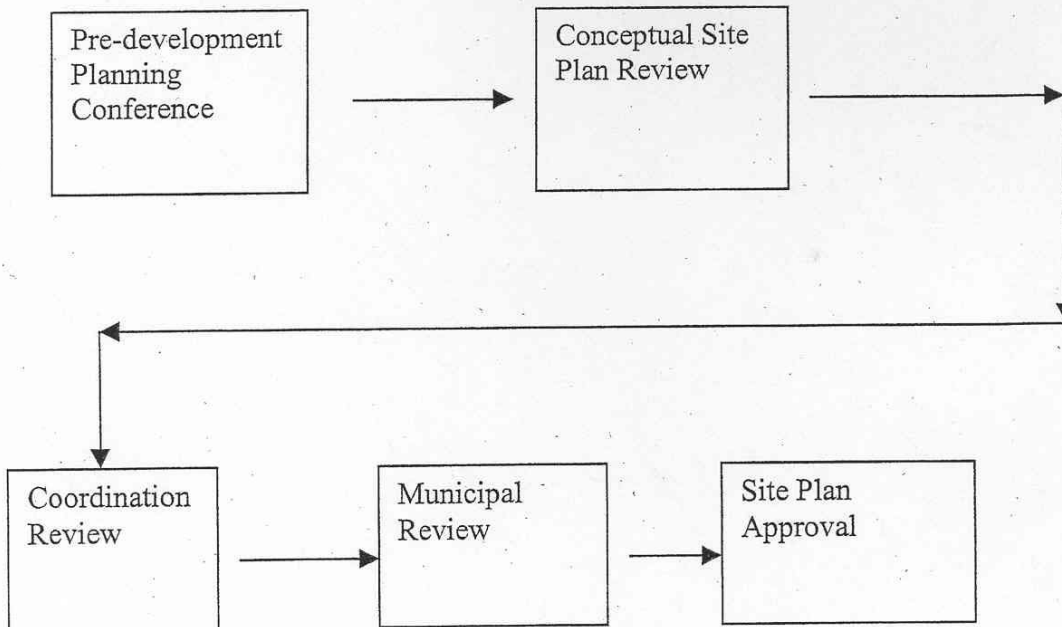 Pre-development
Planning
Conference
Conceptual Site
Plan Review
Coordination
Review
Municipal
Review
Site Plan
Approval